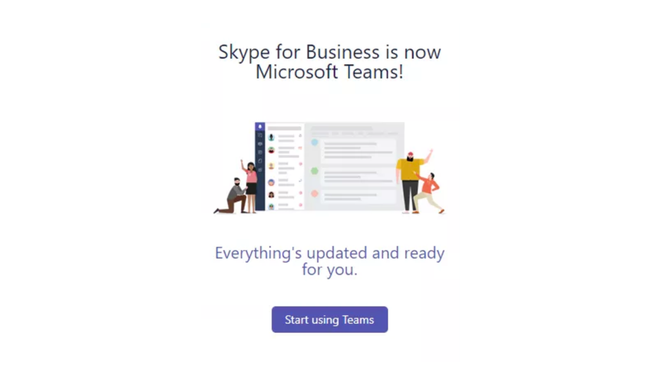 Skype for Business is now
Microsoft Teams!
Everything's updated and ready
for you.
Start using Teams